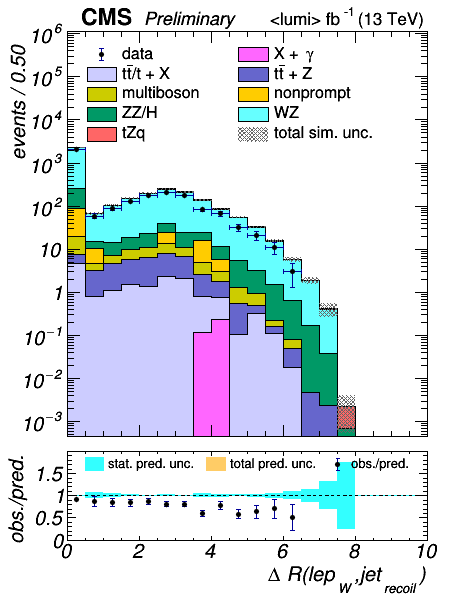 CMS Preliminary <lumi> fb⁻¹ (13 TeV)
events / 0.50
10⁶
10⁵
10⁴
10³
10²
10
1
10⁻¹
10⁻²
10⁻³
data
X + γ
tt̄/t + X
tt̄ + Z
multiboson
nonprompt
ZZ/H
WZ
tZq
total sim. unc.
obs./pred.
1.5
1
0.5
0
stat. pred. unc.
total pred. unc.
obs./pred.
0 2 4 6 8 10
Δ R(lep_W,jet_recoil)